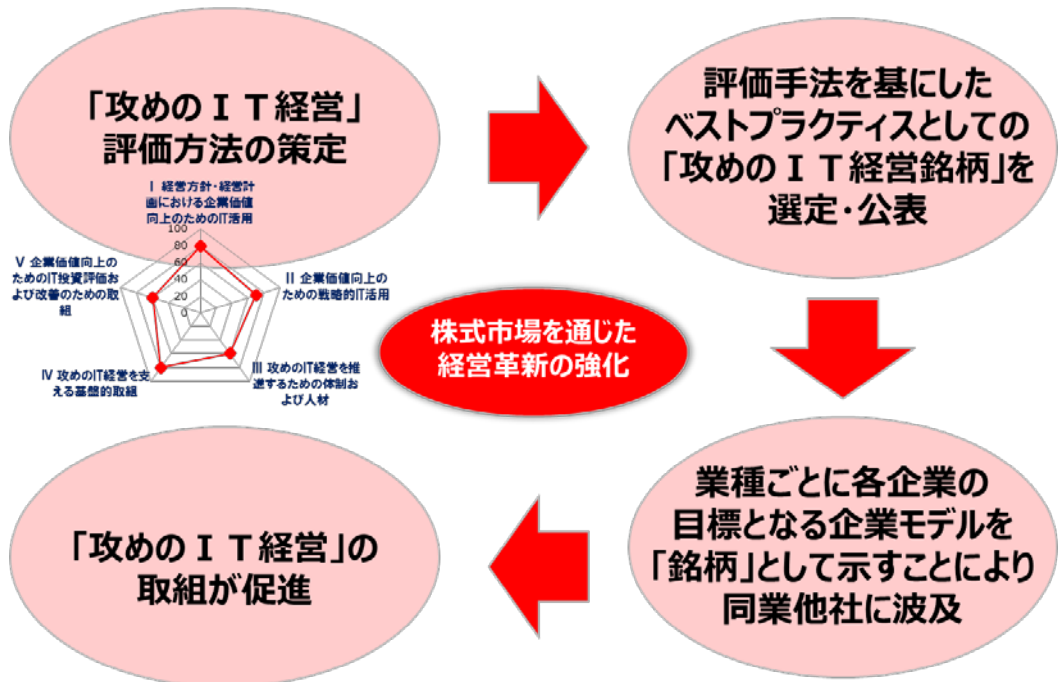 「攻めのＩＴ経営」
評価方法の策定
Ⅰ 経営方針・経営計
画における企業価値
向上のためのIT活用
100
80
60
40
20
0
Ⅴ 企業価値向上の
ためのIT投資評価お
よび改善のための取
組
Ⅱ 企業価値向上の
ための戦略的IT活用
Ⅳ 攻めのIT経営を支
える基盤的取組
Ⅲ 攻めのIT経営を推
進するための体制お
よび人材
評価手法を基にした
ベストプラクティスとしての
「攻めのＩＴ経営銘柄」を
選定・公表
株式市場を通じた
経営革新の強化
業種ごとに各企業の
目標となる企業モデルを
「銘柄」として示すことにより
同業他社に波及
「攻めのＩＴ経営」の
取組が促進